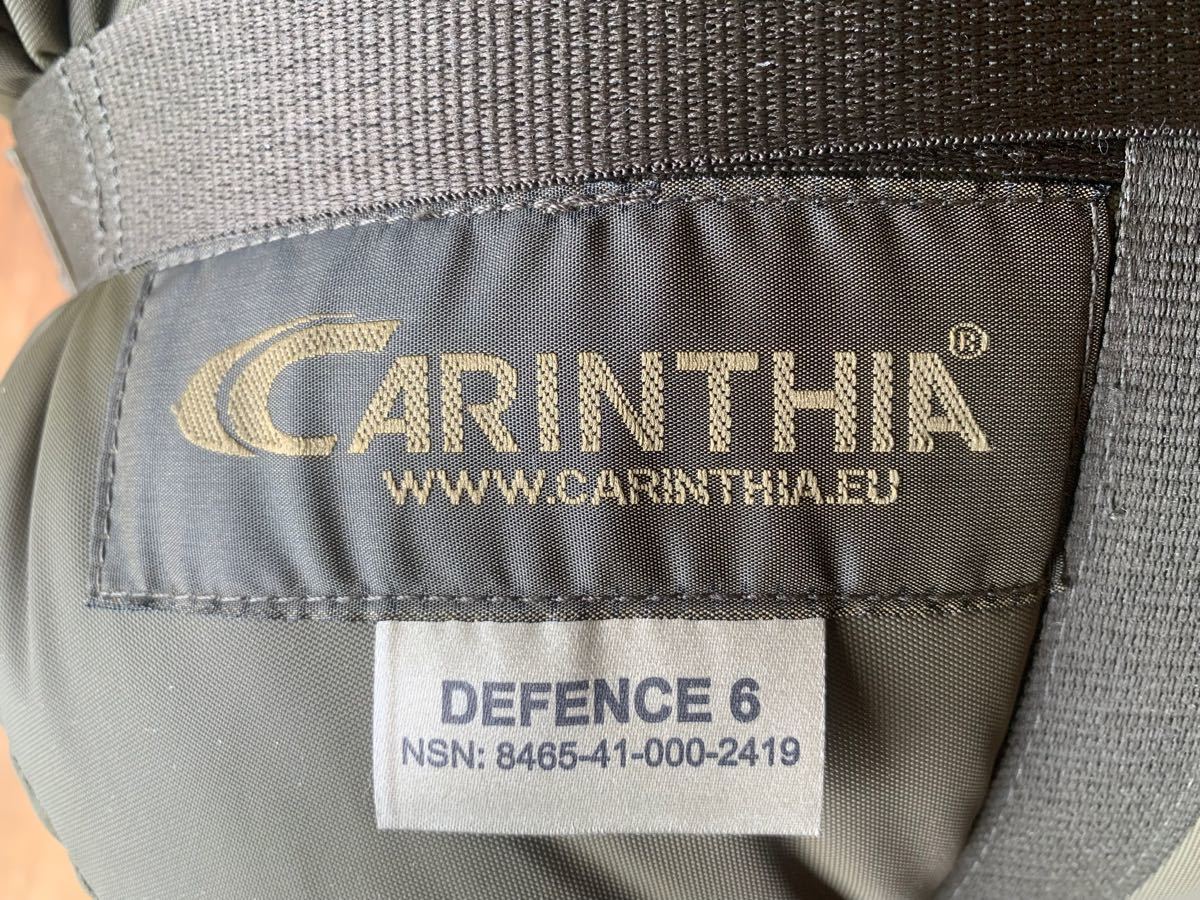 CARINTHIA®
WWW.CARINTHIA.EU
DEFENCE 6
NSN: 8465-41-000-2419